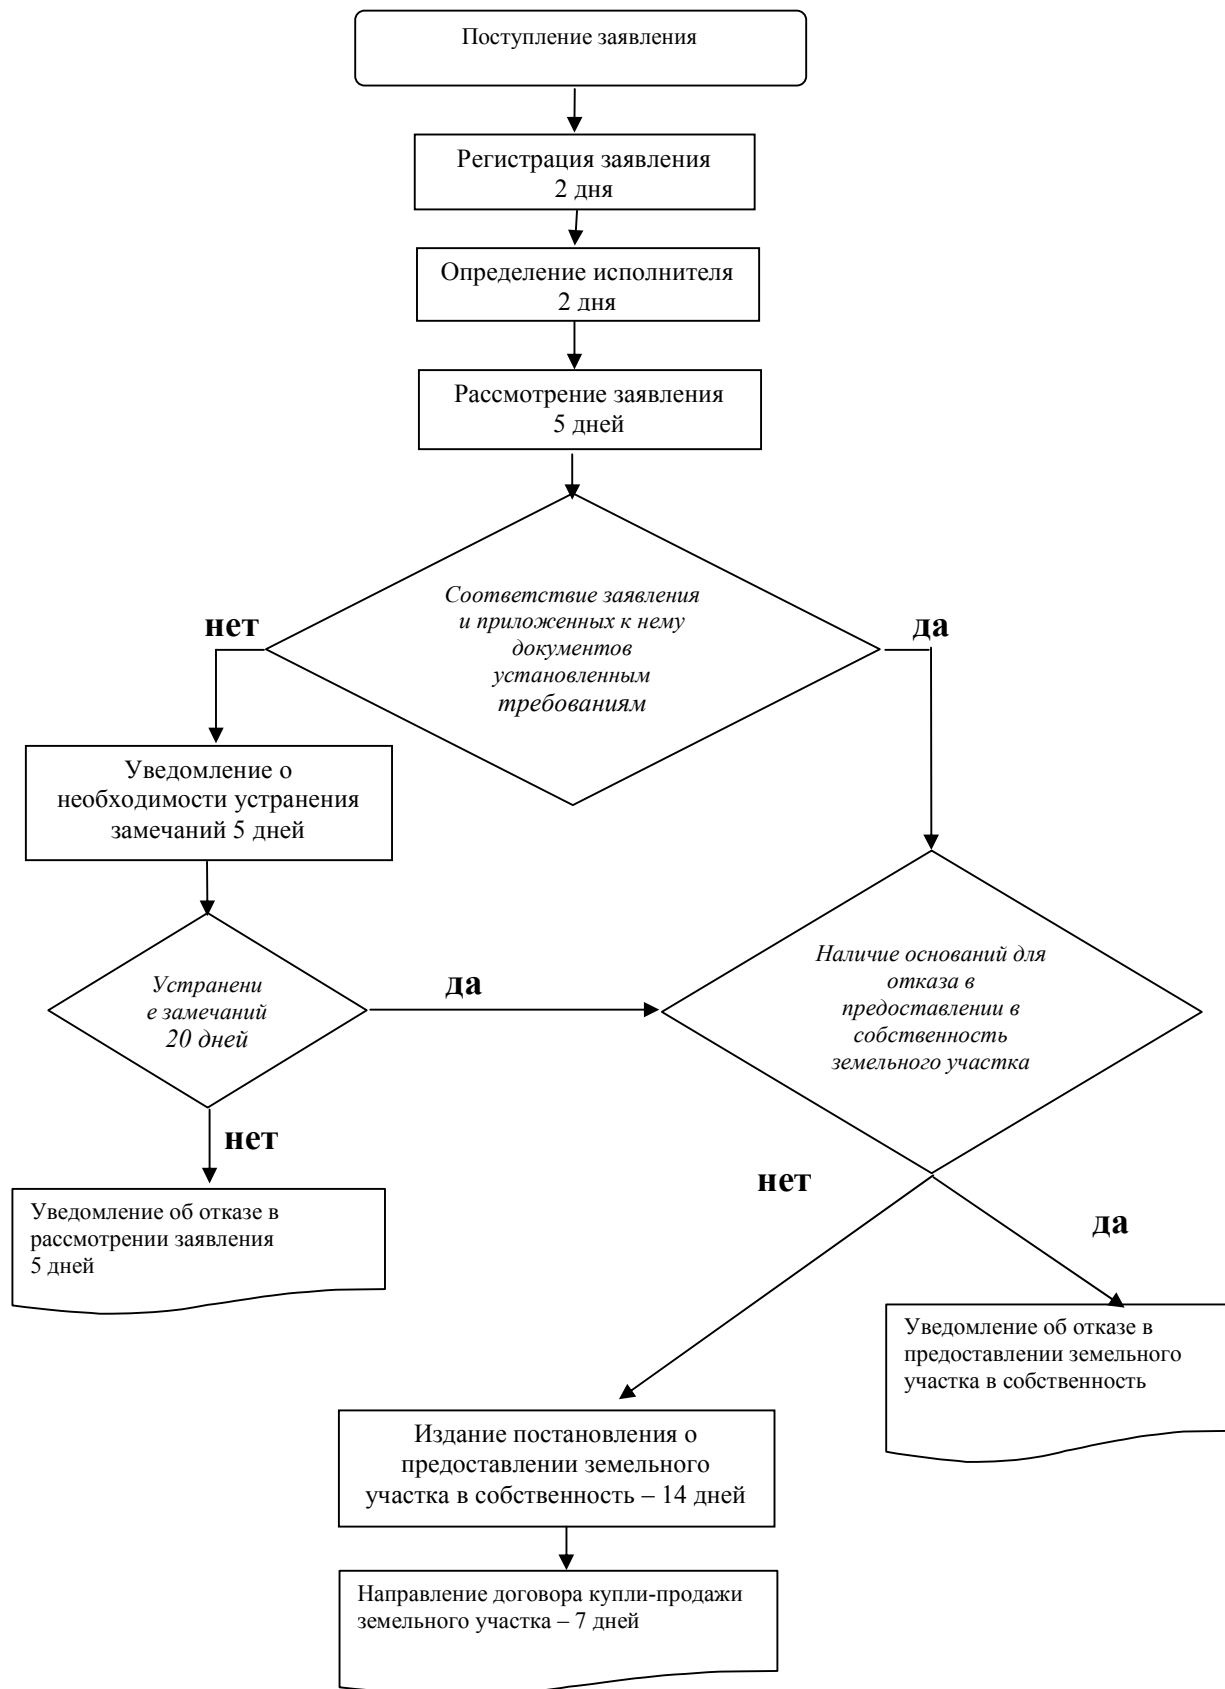 Поступление заявления
Регистрация заявления
2 дня
Определение исполнителя
2 дня
Рассмотрение заявления
5 дней
Соответствие заявления
и приложенных к нему
документов
установленным
требованиям
нет
да
Уведомление о
необходимости устранения
замечаний 5 дней
Устранени
е замечаний
20 дней
да
Наличие оснований для
отказа в
предоставлении в
собственность
земельного участка
нет
нет
да
Уведомление об отказе в
рассмотрении заявления
5 дней
Уведомление об отказе в
предоставлении земельного
участка в собственность
Издание постановления о
предоставлении земельного
участка в собственность – 14 дней
Направление договора купли-продажи
земельного участка – 7 дней